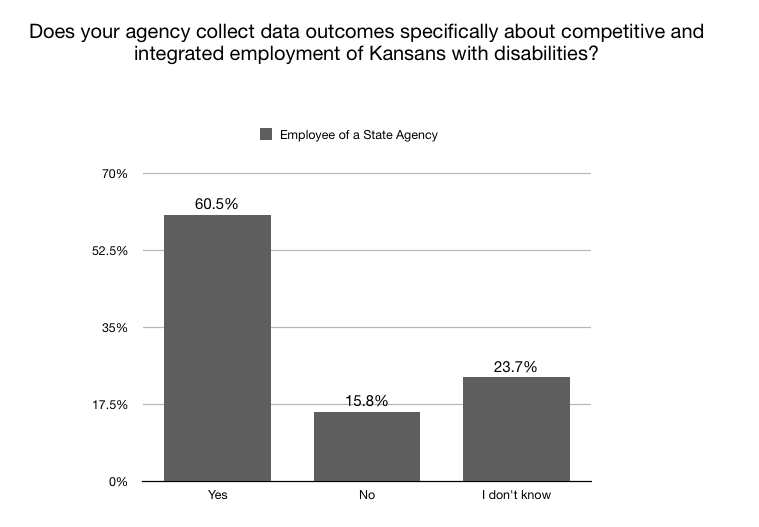 Does your agency collect data outcomes specifically about competitive and
integrated employment of Kansans with disabilities?
Employee of a State Agency
70%
60.5%
52.5%
35%
23.7%
17.5%
15.8%
0%
Yes
No
I don't know